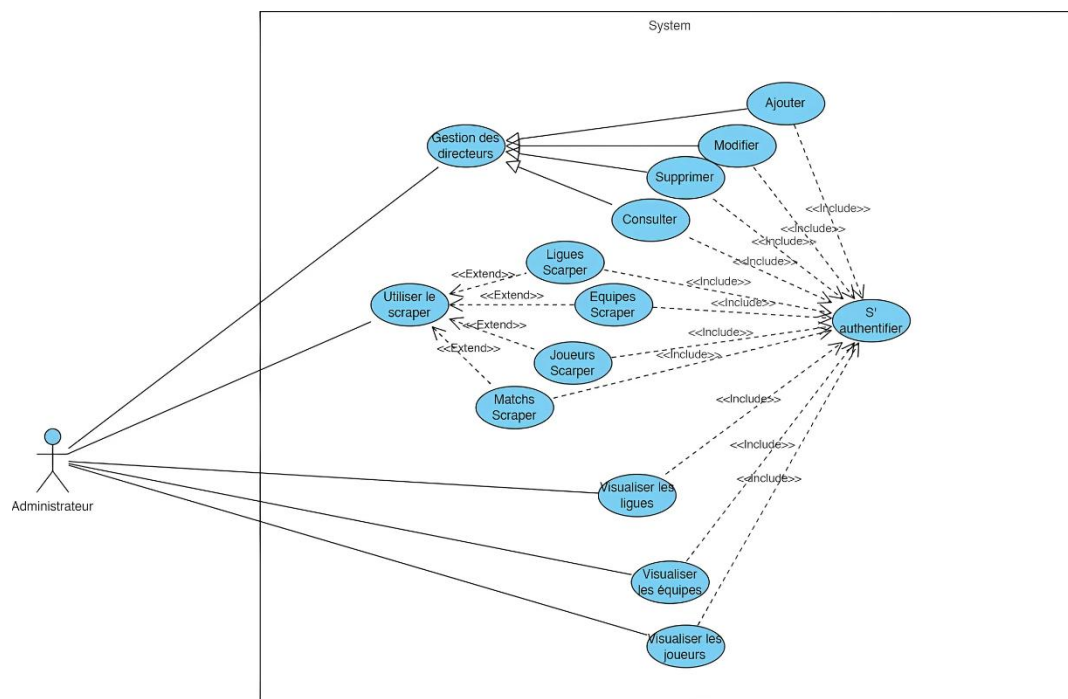 System
Ajouter
Gestion des
directeurs
Modifier
Supprimer
Consulter
<<Include>>
<<Include>>
<<Include>>
<<Include>>
Ligues
Scarper
<<Extend>>
Utiliser le
scraper
<<Extend>>
Equipes
Scraper
<<Include>>
<<Include>>
S'
authentifier
<<Extend>>
<<Extend>>
Joueurs
Scarper
<<Include>>
<<Include>>
Matchs
Scraper
<<Include>>
<<Include>>
<<Include>>
Administrateur
Visualiser les
ligues
Visualiser
les équipes
Visualiser les
joueurs